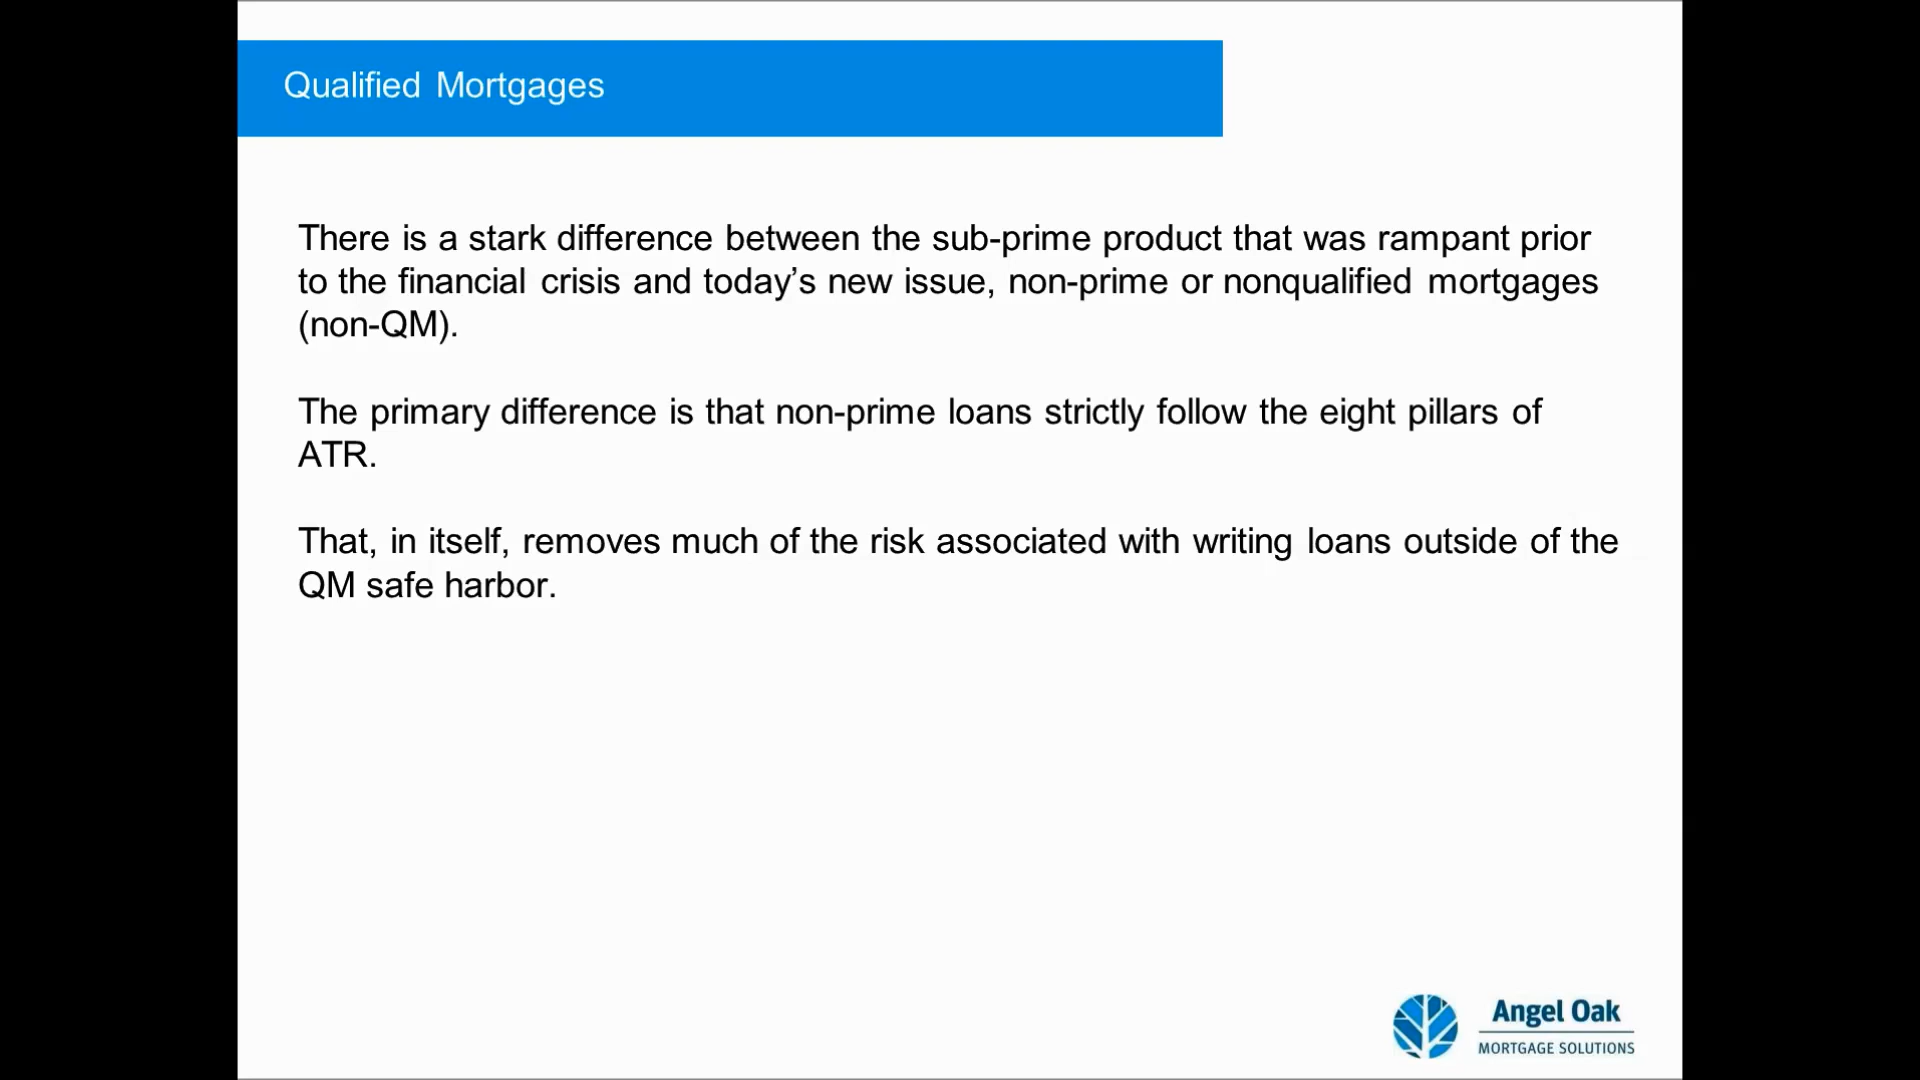 Qualified Mortgages
There is a stark difference between the sub-prime product that was rampant prior
to the financial crisis and today’s new issue, non-prime or nonqualified mortgages
(non-QM).
The primary difference is that non-prime loans strictly follow the eight pillars of
ATR.
That, in itself, removes much of the risk associated with writing loans outside of the
QM safe harbor.
Angel Oak
MORTGAGE SOLUTIONS